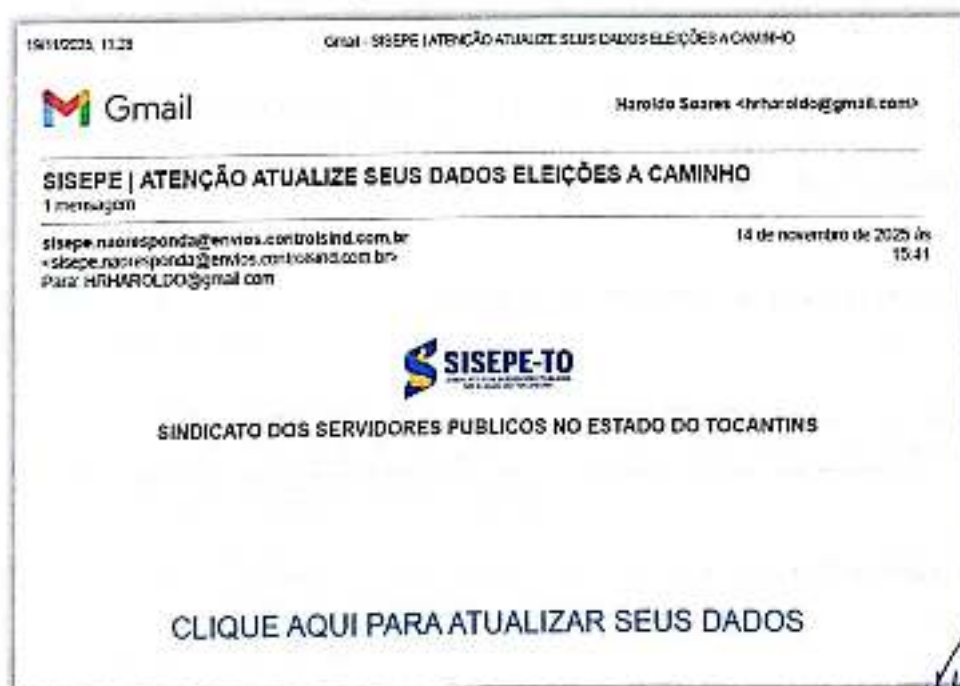 19/11/2025, 11:28
Gmail - SISEPE | ATENÇÃO ATUALIZE SEUS DADOS ELEIÇÕES A CAMINHO
Gmail
Haroldo Soares <hrharoldo@gmail.com>
SISEPE | ATENÇÃO ATUALIZE SEUS DADOS ELEIÇÕES A CAMINHO
1 mensagem
sisepe.naoresponda@envios.controlsind.com.br
14 de novembro de 2025 às
<sisepe.naoresponda@envios.controlsind.com.br>
15:41
Para: HRHAROLDO@gmail.com
SISEPE-TO
SINDICATO DOS SERVIDORES PUBLICOS NO ESTADO DO TOCANTINS
CLIQUE AQUI PARA ATUALIZAR SEUS DADOS